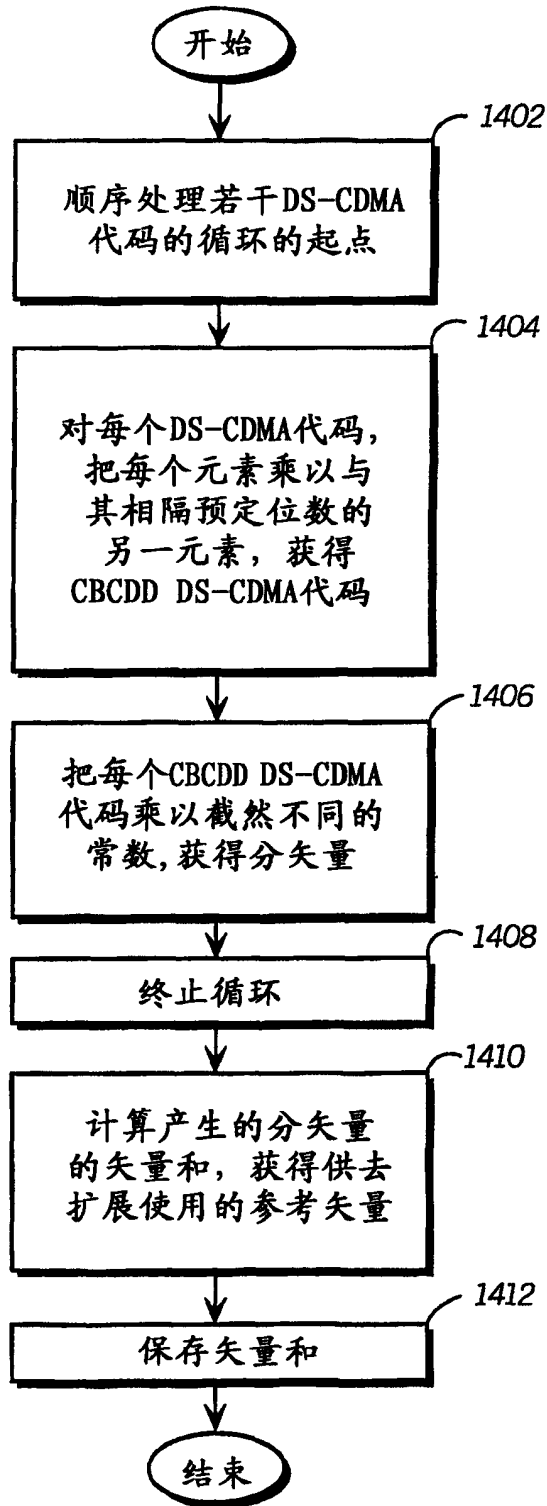 开始
1402
顺序处理若干DS-CDMA
代码的循环的起点
1404
对每个DS-CDMA代码,
把每个元素乘以与
其相隔预定位数的
另一元素, 获得
CBCDD DS-CDMA代码
1406
把每个CBCDD DS-CDMA
代码乘以截然不同的
常数,获得分矢量
1408
终止循环
1410
计算产生的分矢量
的矢量和, 获得供去
扩展使用的参考矢量
1412
保存矢量和
结束